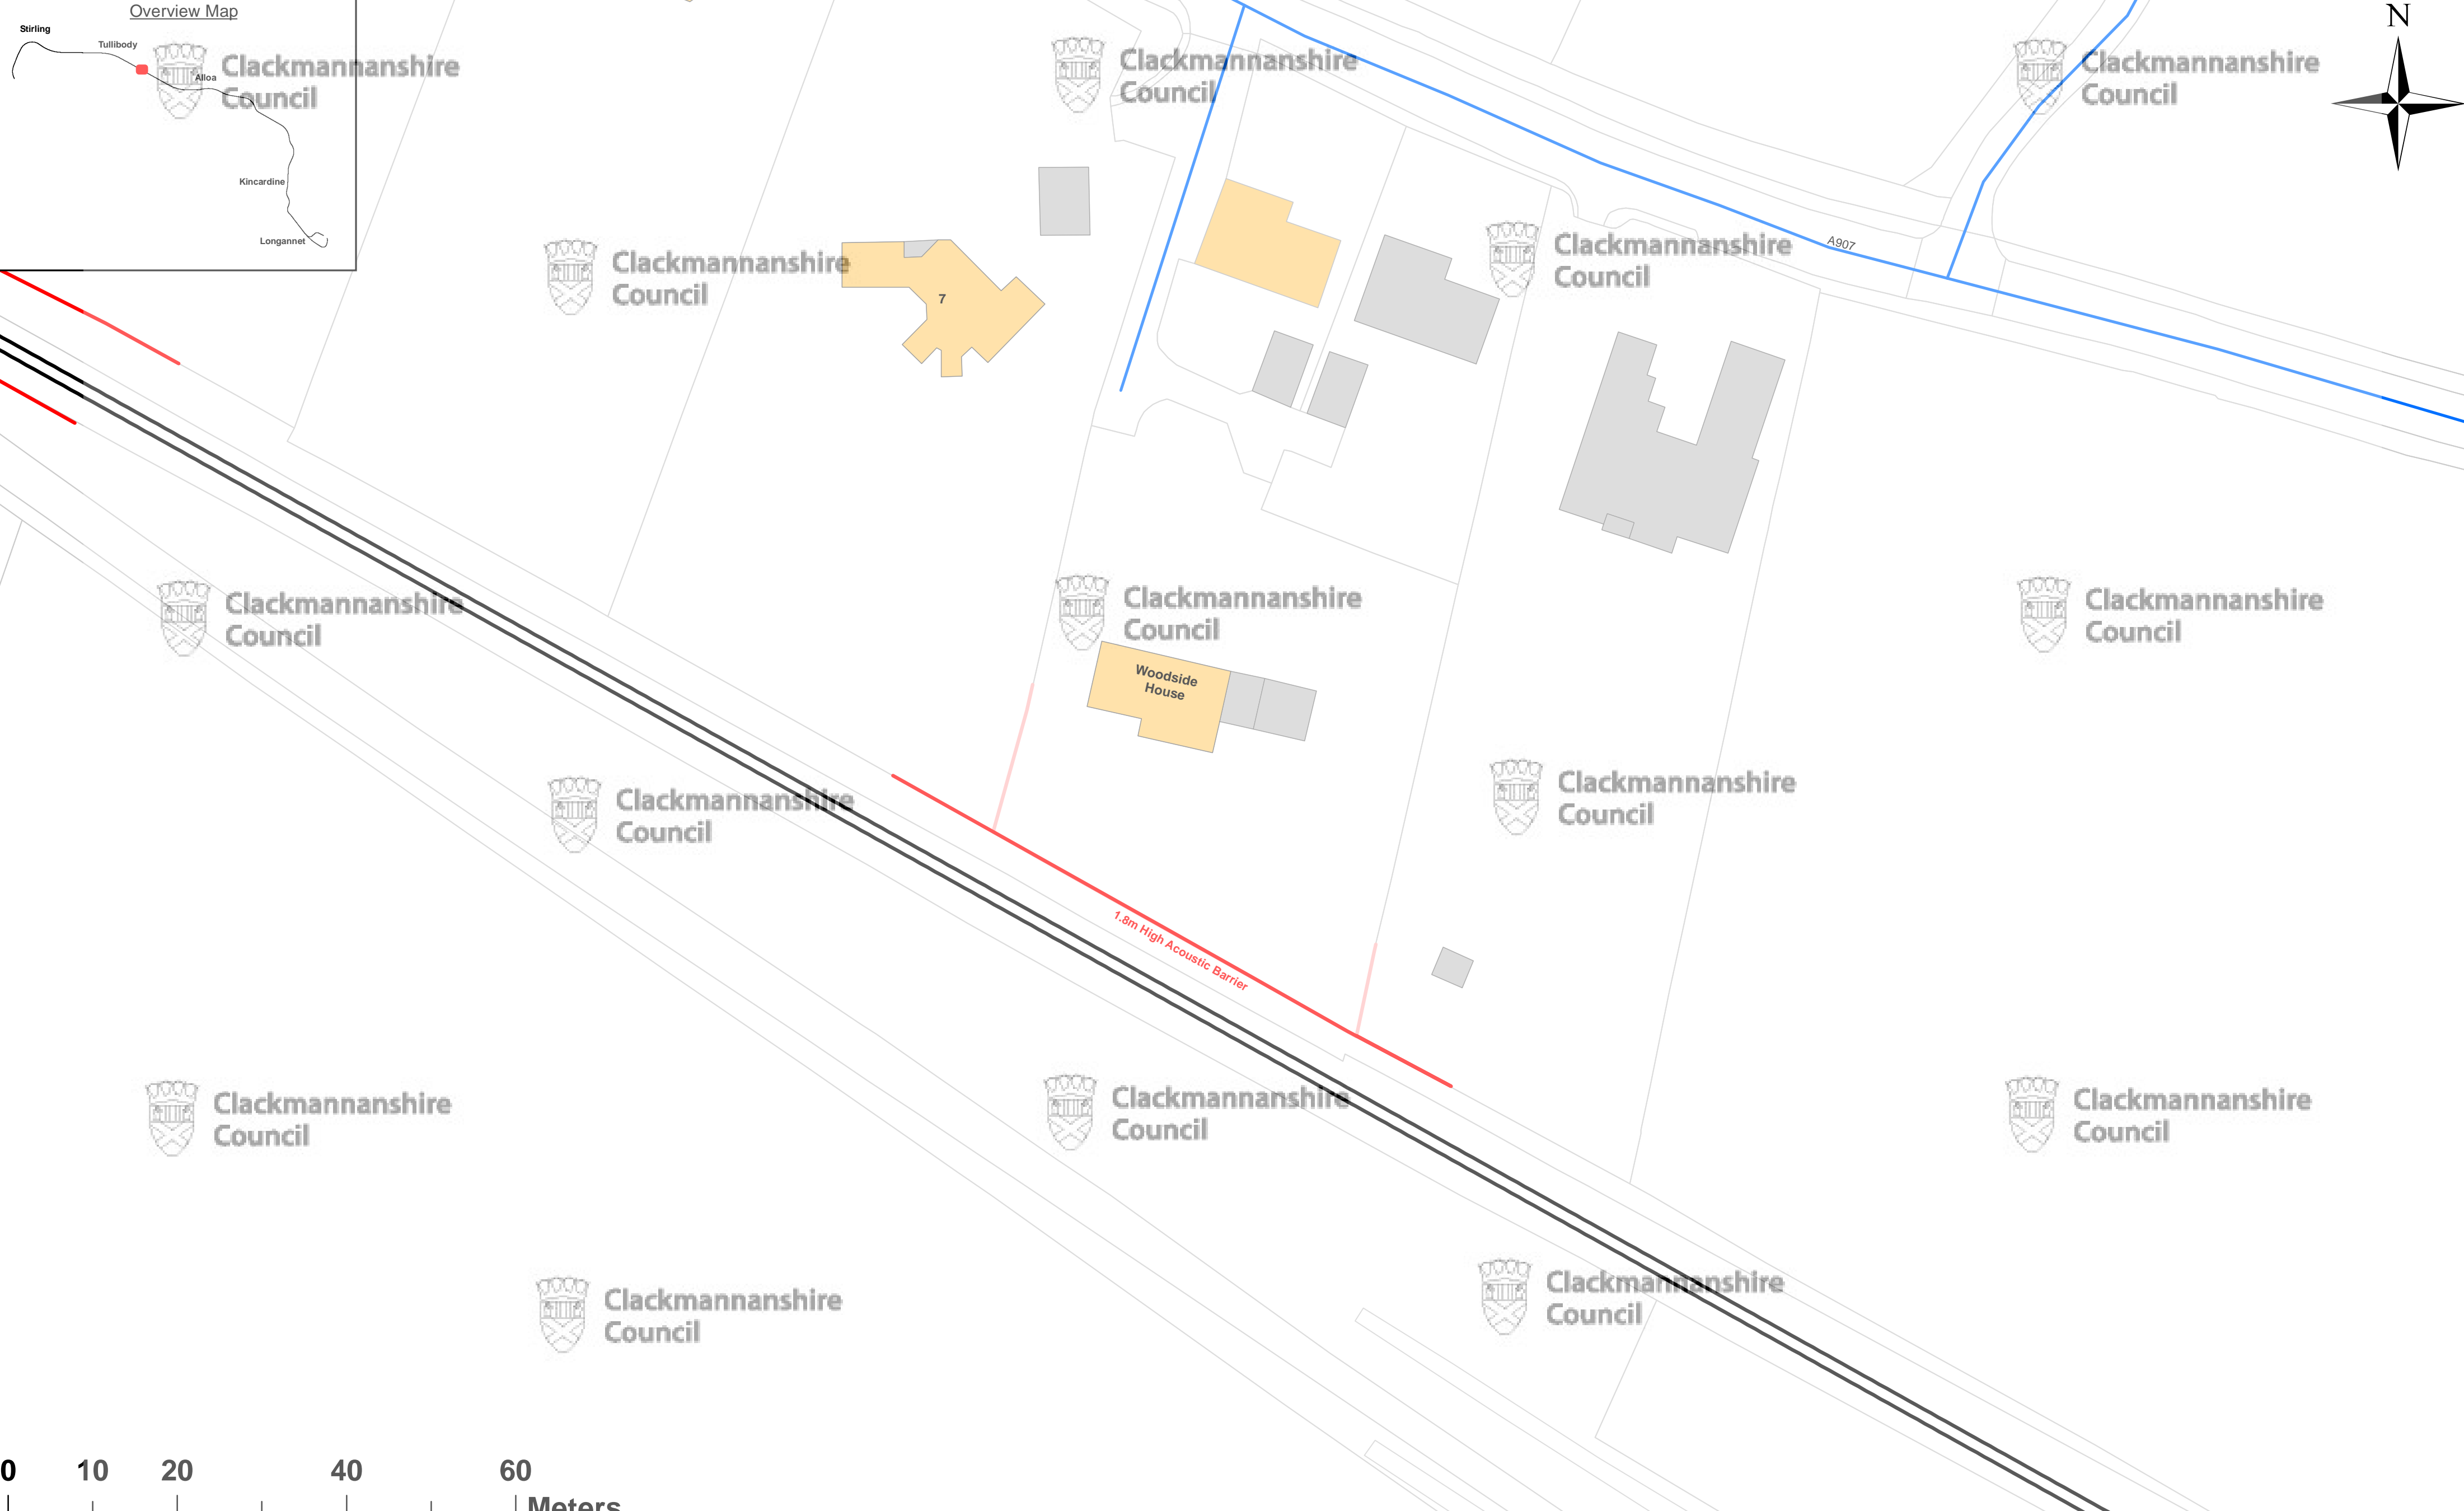 Overview Map
Stirling
Tullibody
Alloa
Kincardine
Longannet
N
Clackmannanshire
Council
Clackmannanshire
Council
Clackmannanshire
Council
Clackmannanshire
Council
Clackmannanshire
Council
A907
7
Clackmannanshire
Council
Clackmannanshire
Council
Clackmannanshire
Council
Woodside
House
Clackmannanshire
Council
Clackmannanshire
Council
1.8m High Acoustic Barrier
Clackmannanshire
Council
Clackmannanshire
Council
Clackmannanshire
Council
Clackmannanshire
Council
Clackmannanshire
Council
0 10 20 40 60
Meters